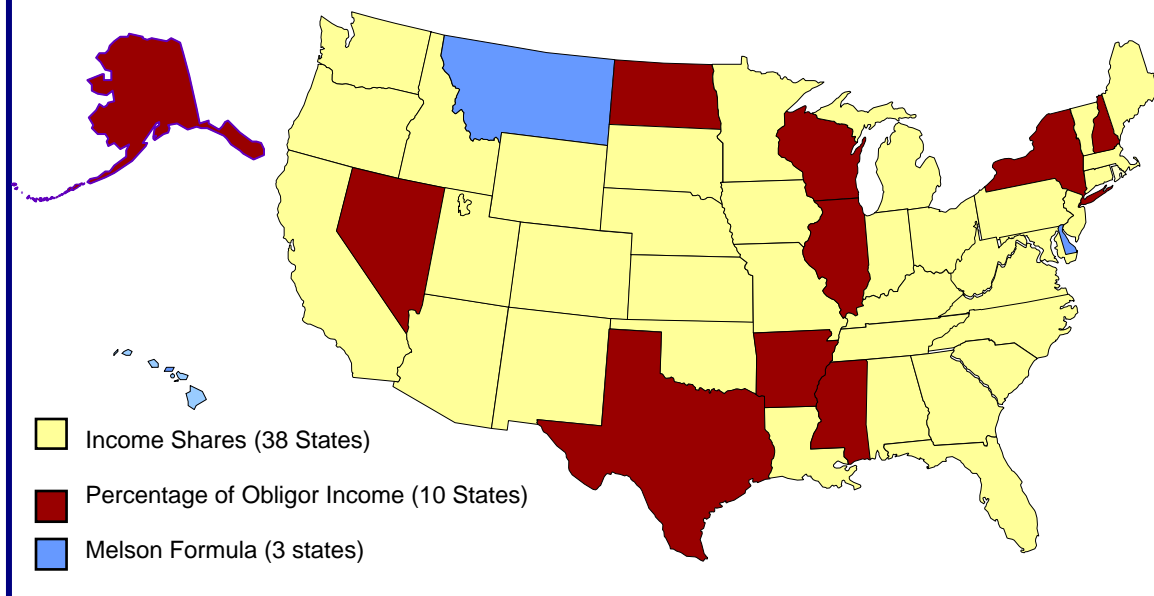 Income Shares (38 States)
Percentage of Obligor Income (10 States)
Melson Formula (3 states)